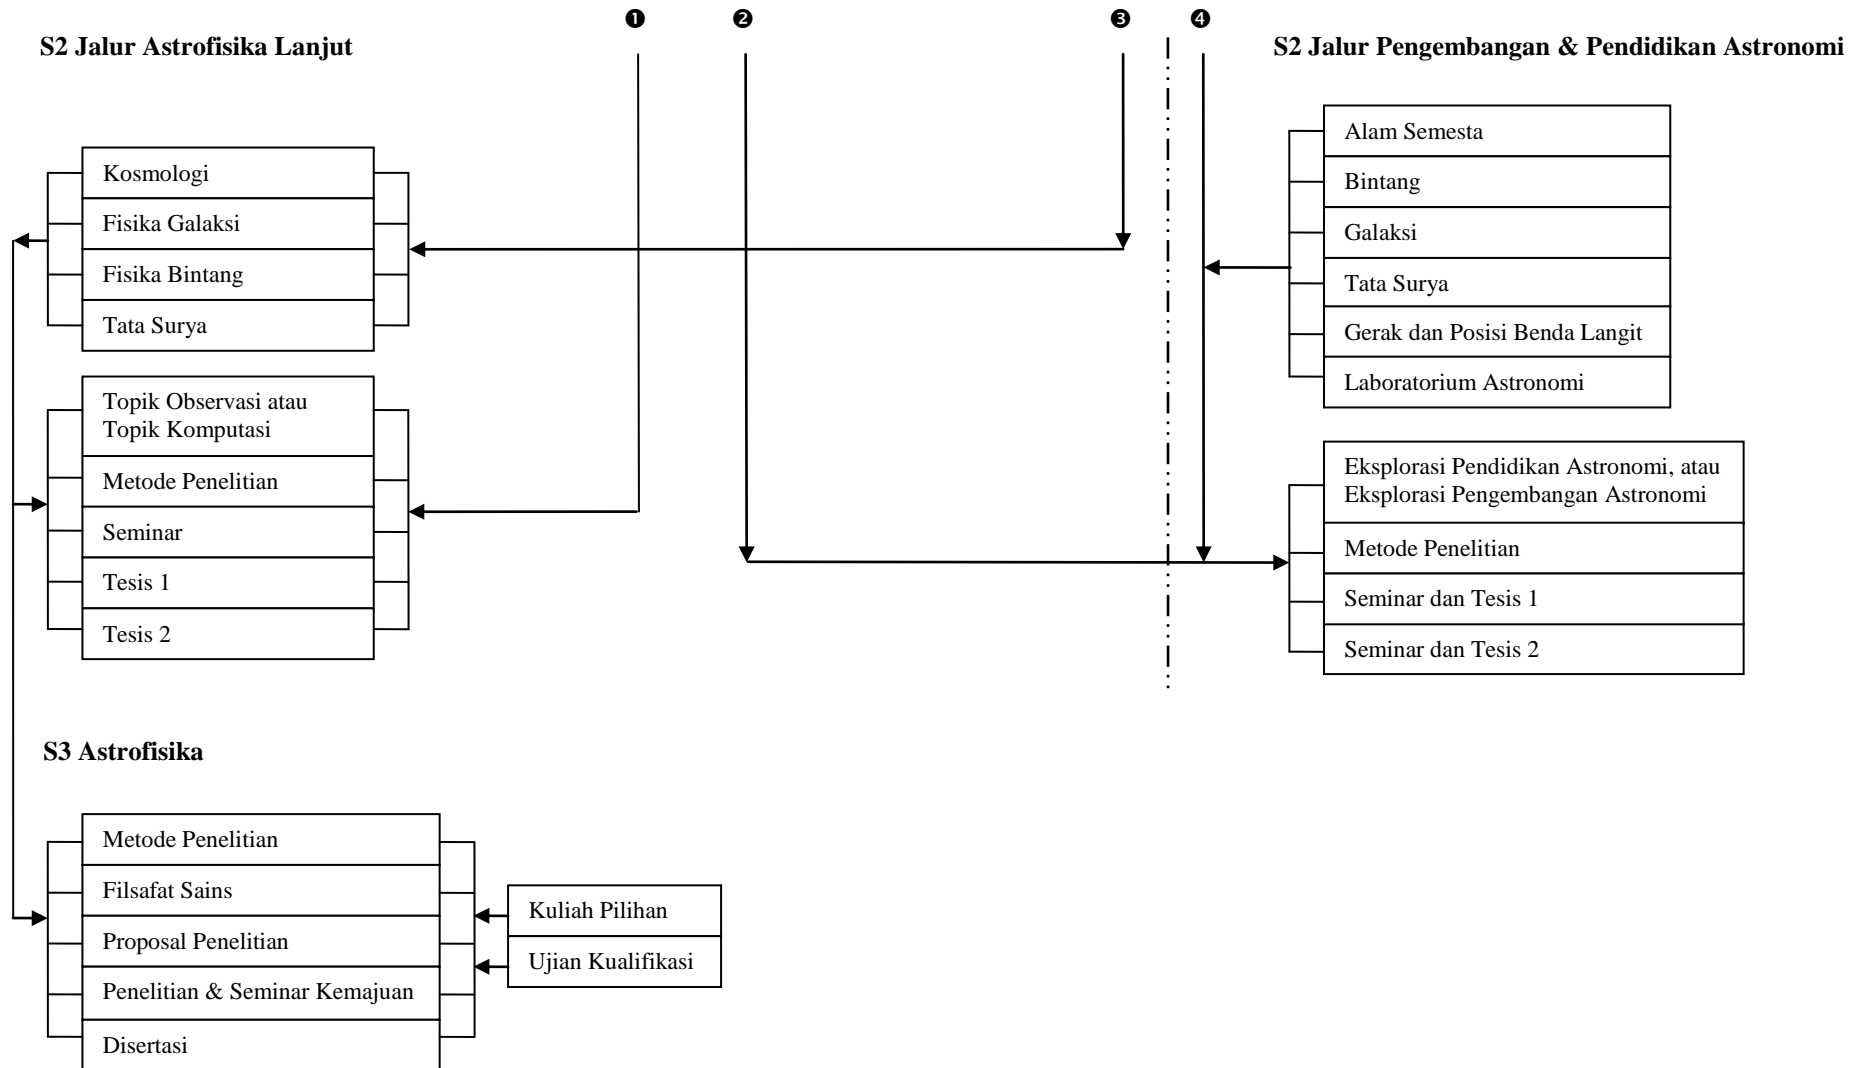 ❶ ❷ ❸ ❹
S2 Jalur Astrofisika Lanjut
S2 Jalur Pengembangan & Pendidikan Astronomi
Kosmologi
Fisika Galaksi
Fisika Bintang
Tata Surya
Topik Observasi atau
Topik Komputasi
Metode Penelitian
Seminar
Tesis 1
Tesis 2
Alam Semesta
Bintang
Galaksi
Tata Surya
Gerak dan Posisi Benda Langit
Laboratorium Astronomi
Eksplorasi Pendidikan Astronomi, atau
Eksplorasi Pengembangan Astronomi
Metode Penelitian
Seminar dan Tesis 1
Seminar dan Tesis 2
S3 Astrofisika
Metode Penelitian
Filsafat Sains
Proposal Penelitian
Penelitian & Seminar Kemajuan
Disertasi
Kuliah Pilihan
Ujian Kualifikasi